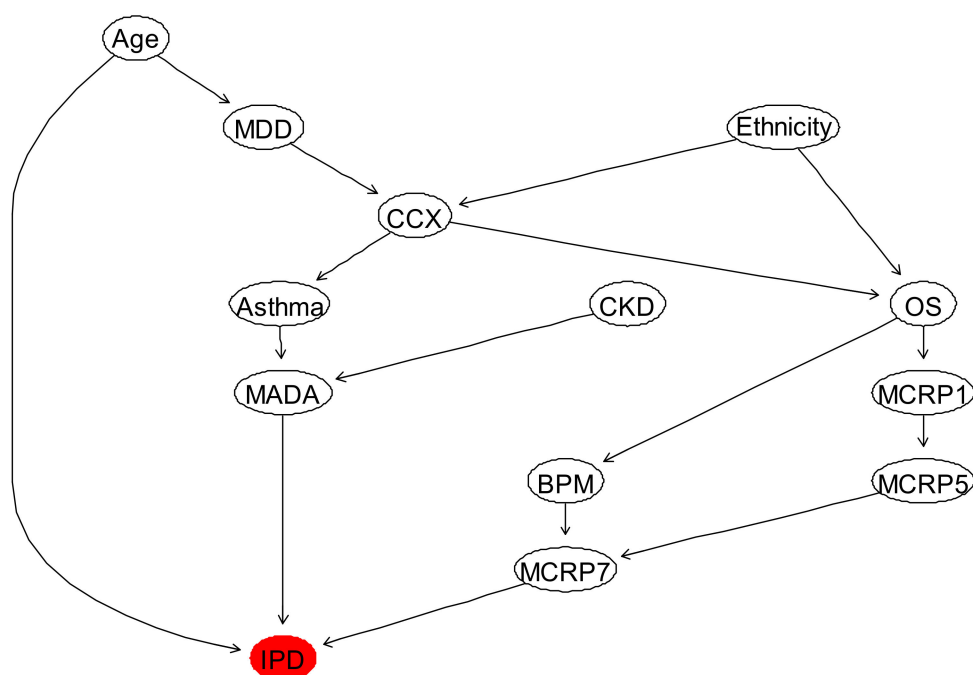 Age
MDD
Ethnicity
CCX
Asthma
CKD
OS
MADA
MCRP1
BPM
MCRP5
MCRP7
IPD